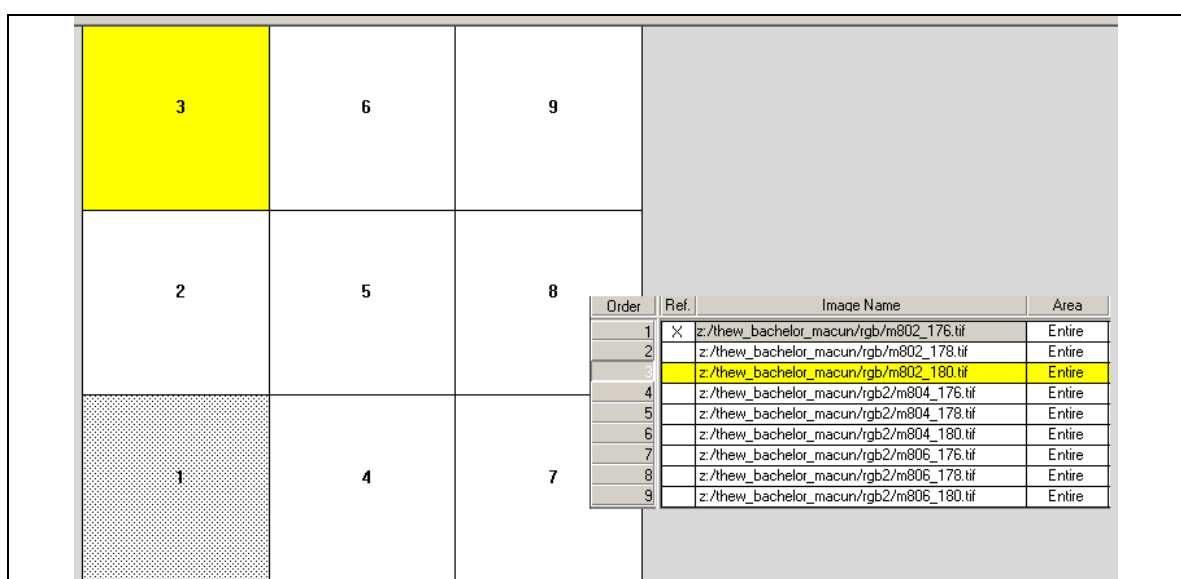 3 6 9
2 5 8
1 4 7
Order Ref. Image Name Area
1 X z:/thew_bachelor_macun/rgb/m802_176.tif Entire
2 z:/thew_bachelor_macun/rgb/m802_178.tif Entire
3 z:/thew_bachelor_macun/rgb/m802_180.tif Entire
4 z:/thew_bachelor_macun/rgb2/m804_176.tif Entire
5 z:/thew_bachelor_macun/rgb2/m804_178.tif Entire
6 z:/thew_bachelor_macun/rgb2/m804_180.tif Entire
7 z:/thew_bachelor_macun/rgb2/m806_176.tif Entire
8 z:/thew_bachelor_macun/rgb2/m806_178.tif Entire
9 z:/thew_bachelor_macun/rgb2/m806_180.tif Entire